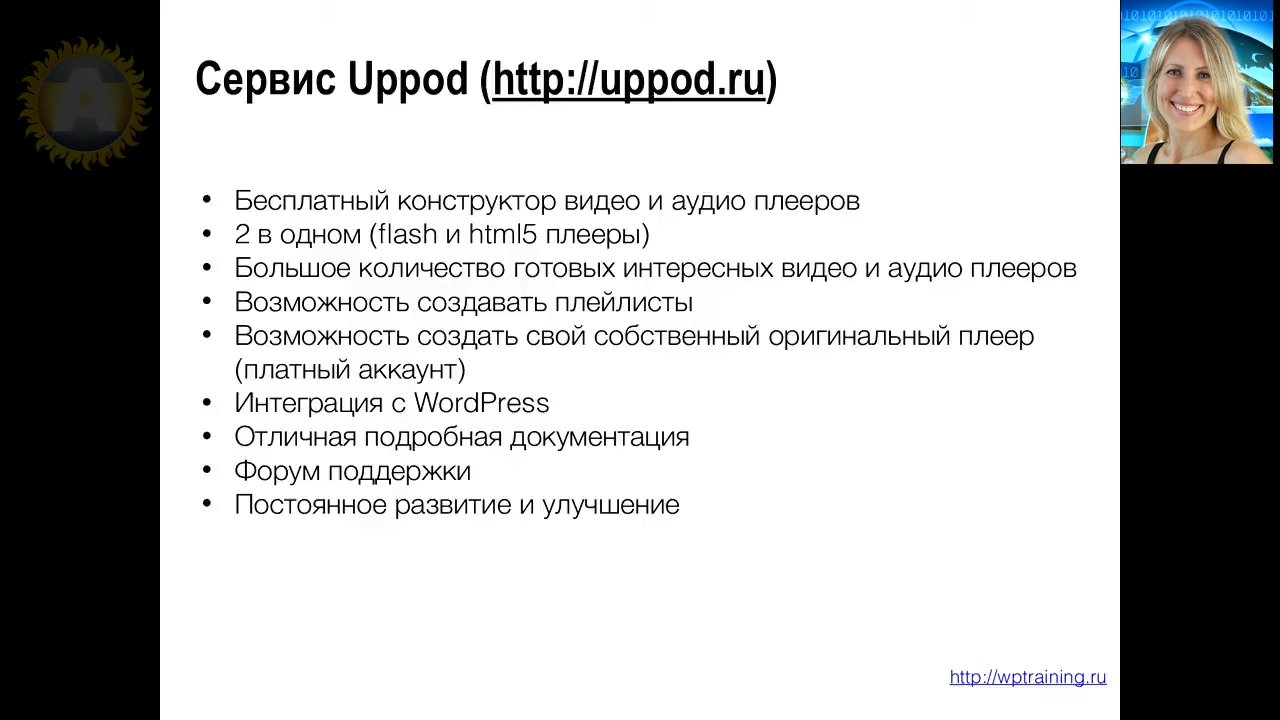 Сервис Uppod (http://uppod.ru)
• Бесплатный конструктор видео и аудио плееров
• 2 в одном (flash и html5 плееры)
• Большое количество готовых интересных видео и аудио плееров
• Возможность создавать плейлисты
• Возможность создать свой собственный оригинальный плеер
(платный аккаунт)
• Интеграция с WordPress
• Отличная подробная документация
• Форум поддержки
• Постоянное развитие и улучшение
http://wptraining.ru
A